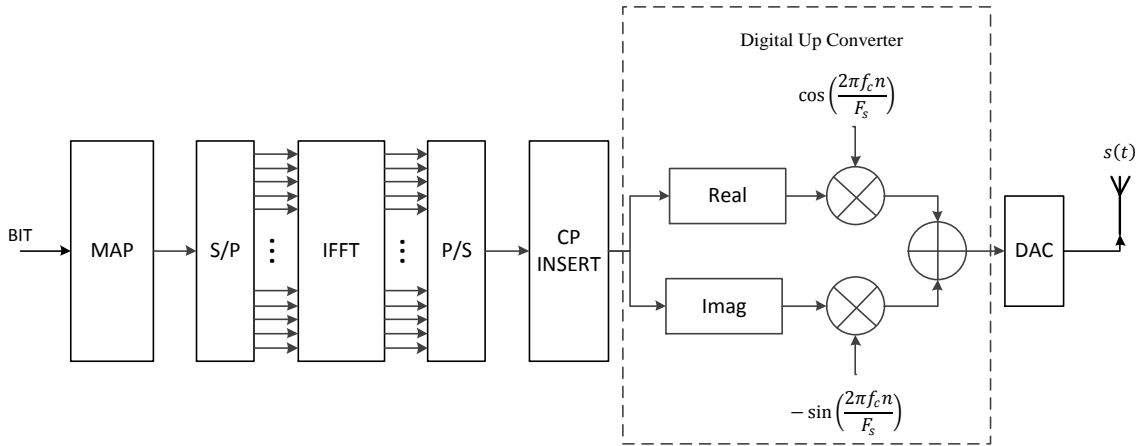 Digital Up Converter
cos(2πf_c n / F_s)
s(t)
BIT
MAP
S/P
IFFT
P/S
CP
INSERT
Real
Imag
DAC
−sin(2πf_c n / F_s)